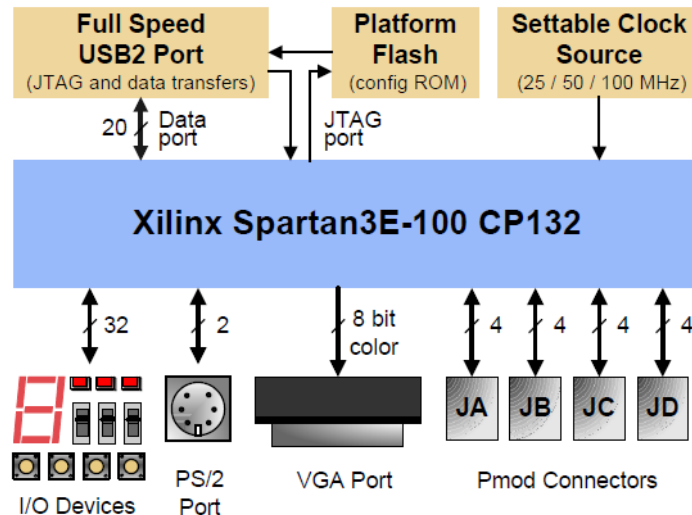 Full Speed
USB2 Port
(JTAG and data transfers)
Platform
Flash
(config ROM)
Settable Clock
Source
(25 / 50 / 100 MHz)
20
Data
port
JTAG
port
Xilinx Spartan3E-100 CP132
32
2
8 bit
color
4
4
4
4
JA
JB
JC
JD
I/O Devices
PS/2
Port
VGA Port
Pmod Connectors